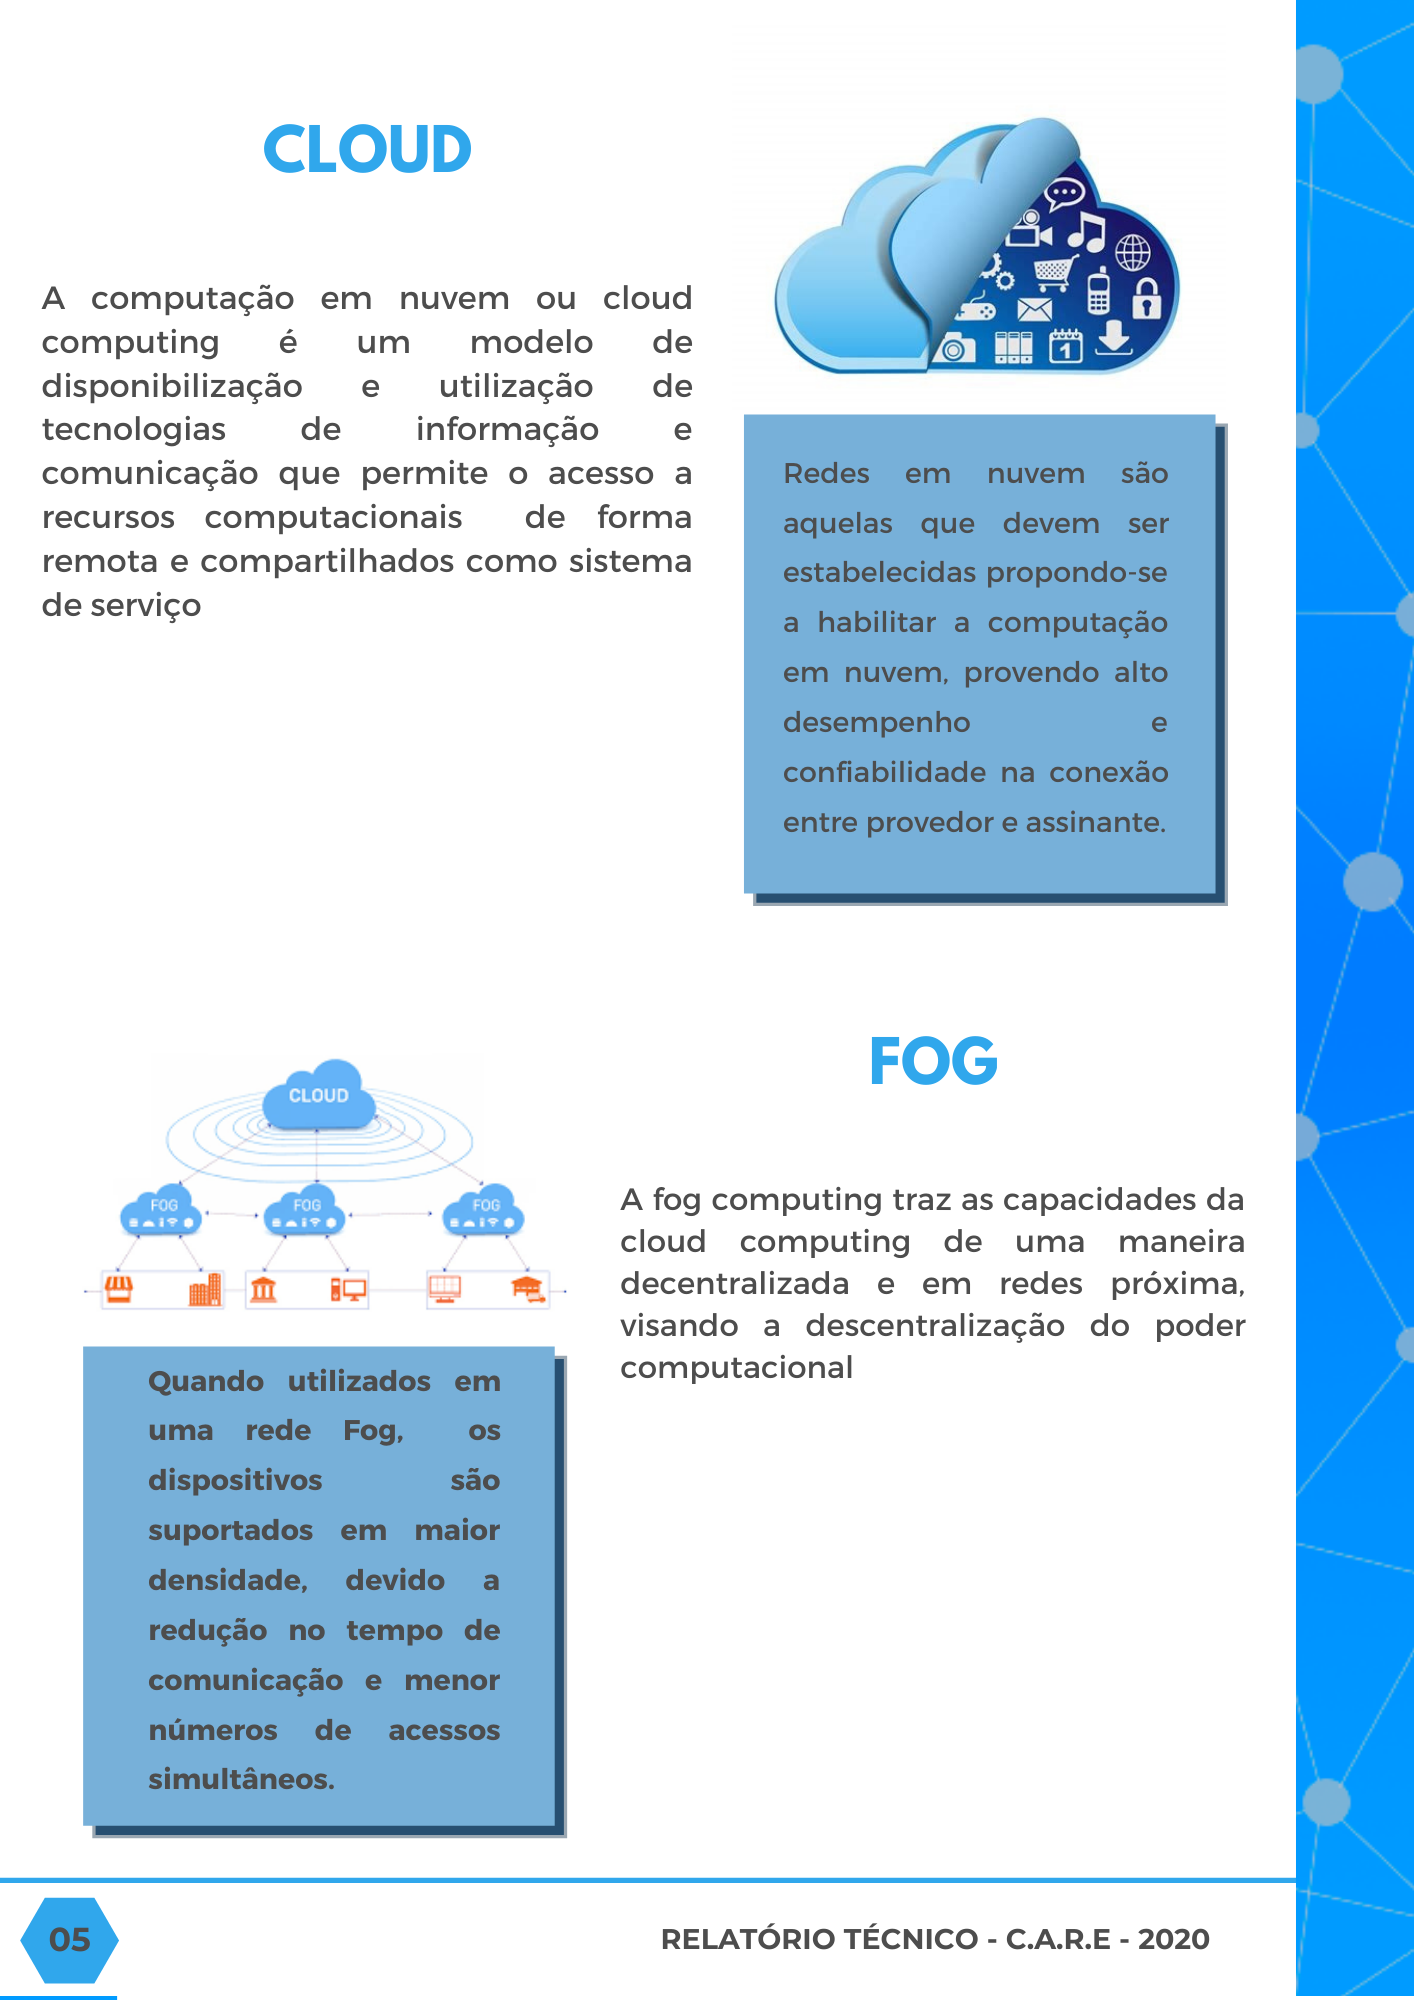 CLOUD
A computação em nuvem ou cloud
computing é um modelo de
disponibilização e utilização de
tecnologias de informação e
comunicação que permite o acesso a
recursos computacionais de forma
remota e compartilhados como sistema
de serviço
1
Redes em nuvem são
aquelas que devem ser
estabelecidas propondo-se
a habilitar a computação
em nuvem, provendo alto
desempenho e
confiabilidade na conexão
entre provedor e assinante.
CLOUD
FOG FOG FOG
Quando utilizados em
uma rede Fog, os
dispositivos são
suportados em maior
densidade, devido a
redução no tempo de
comunicação e menor
números de acessos
simultâneos.
FOG
A fog computing traz as capacidades da
cloud computing de uma maneira
decentralizada e em redes próxima,
visando a descentralização do poder
computacional
05
RELATÓRIO TÉCNICO - C.A.R.E - 2020